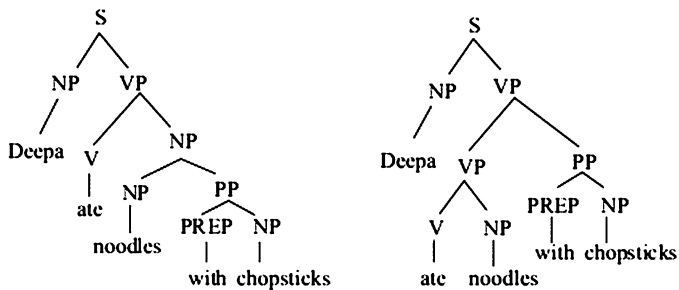 S S
NP VP NP VP
Deepa V NP Deepa VP PP
ate NP PP V NP PREP NP
noodles PREP NP ate noodles with chopsticks
with chopsticks